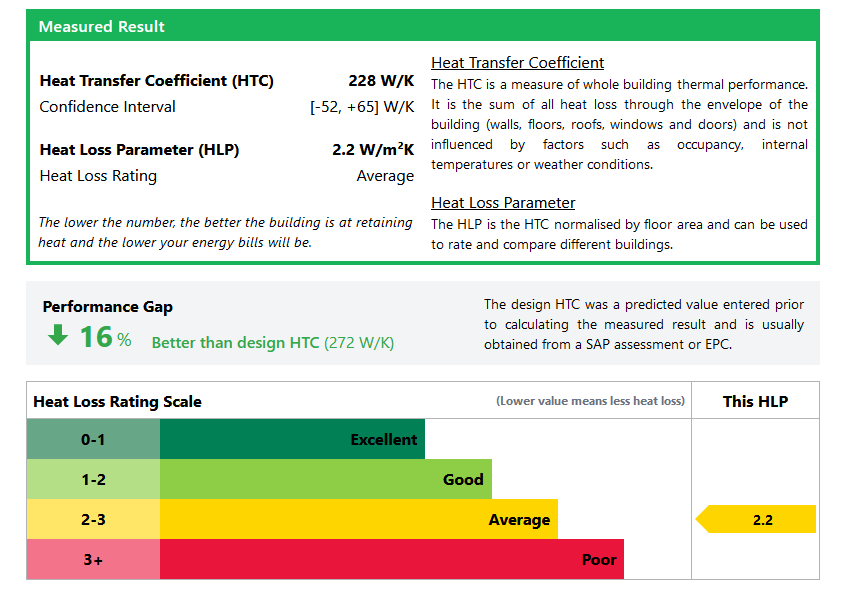 Measured Result
Heat Transfer Coefficient (HTC) 228 W/K
Confidence Interval [-52, +65] W/K
Heat Loss Parameter (HLP) 2.2 W/m²K
Heat Loss Rating Average
The lower the number, the better the building is at retaining
heat and the lower your energy bills will be.
Heat Transfer Coefficient
The HTC is a measure of whole building thermal performance.
It is the sum of all heat loss through the envelope of the
building (walls, floors, roofs, windows and doors) and is not
influenced by factors such as occupancy, internal
temperatures or weather conditions.
Heat Loss Parameter
The HLP is the HTC normalised by floor area and can be used
to rate and compare different buildings.
Performance Gap
16 % Better than design HTC (272 W/K)
The design HTC was a predicted value entered prior
to calculating the measured result and is usually
obtained from a SAP assessment or EPC.
Heat Loss Rating Scale (Lower value means less heat loss) This HLP
0-1 Excellent
1-2 Good
2-3 Average 2.2
3+ Poor